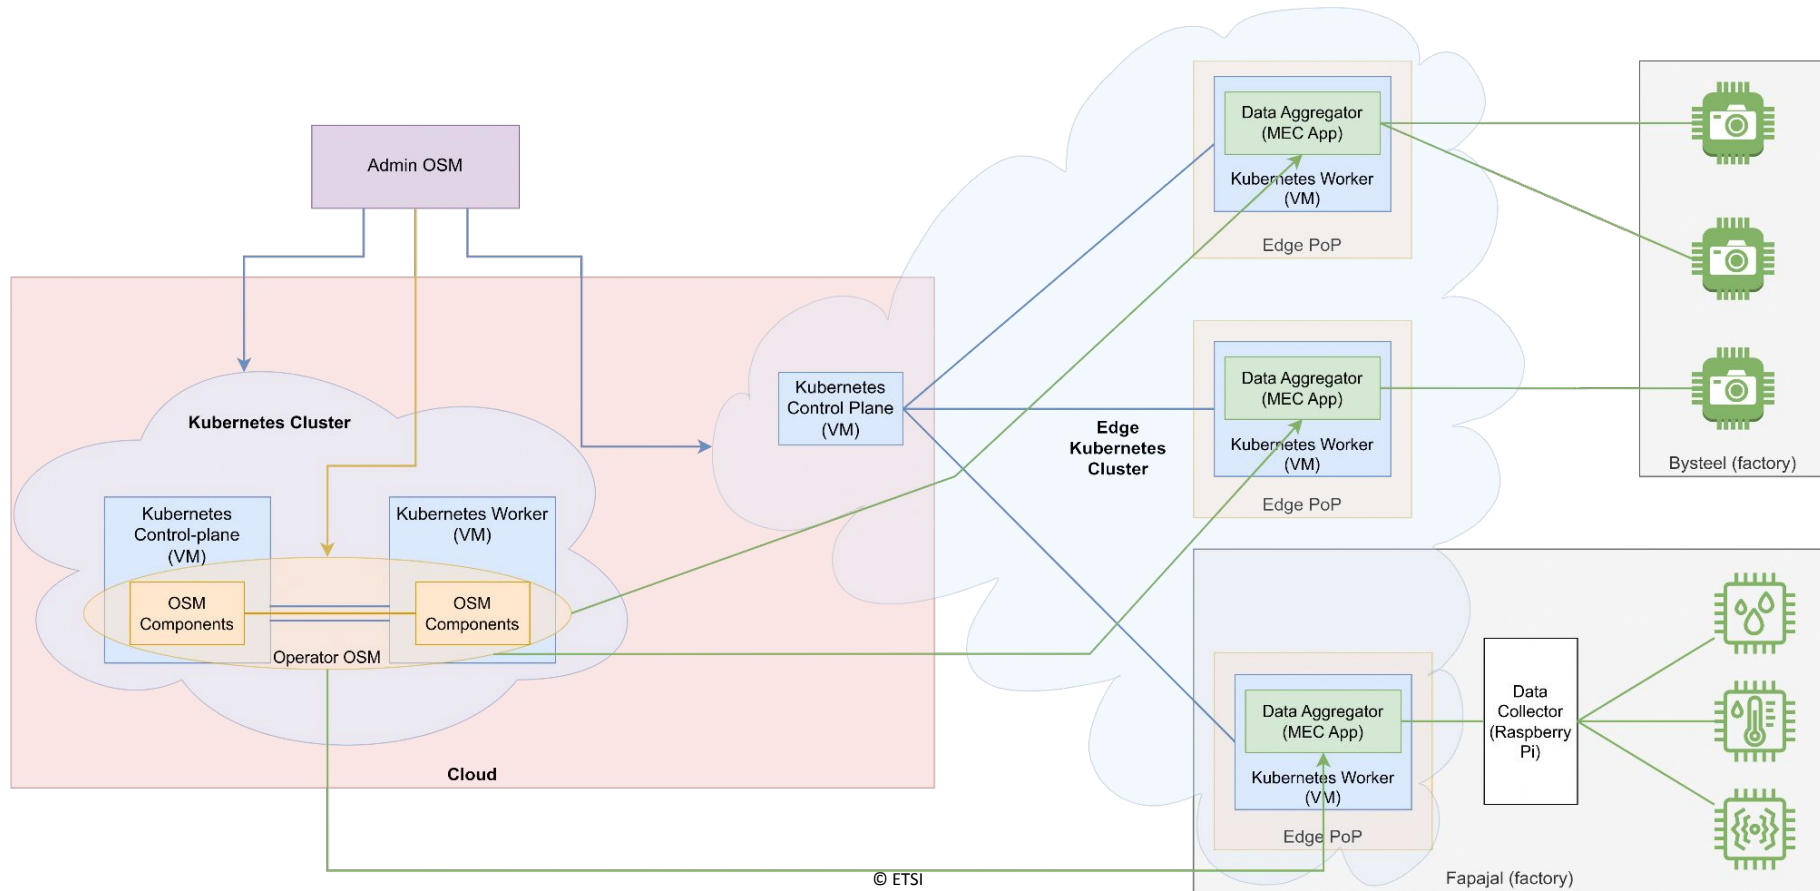 Admin OSM
Kubernetes Cluster
Kubernetes
Control-plane
(VM)
Kubernetes Worker
(VM)
OSM
Components
OSM
Components
Operator OSM
Cloud
Kubernetes
Control Plane
(VM)
Edge
Kubernetes
Cluster
Data Aggregator
(MEC App)
Kubernetes Worker
(VM)
Edge PoP
Data Aggregator
(MEC App)
Kubernetes Worker
(VM)
Edge PoP
Bysteel (factory)
Data Aggregator
(MEC App)
Kubernetes Worker
(VM)
Edge PoP
Data
Collector
(Raspberry
Pi)
Fapajal (factory)
© ETSI